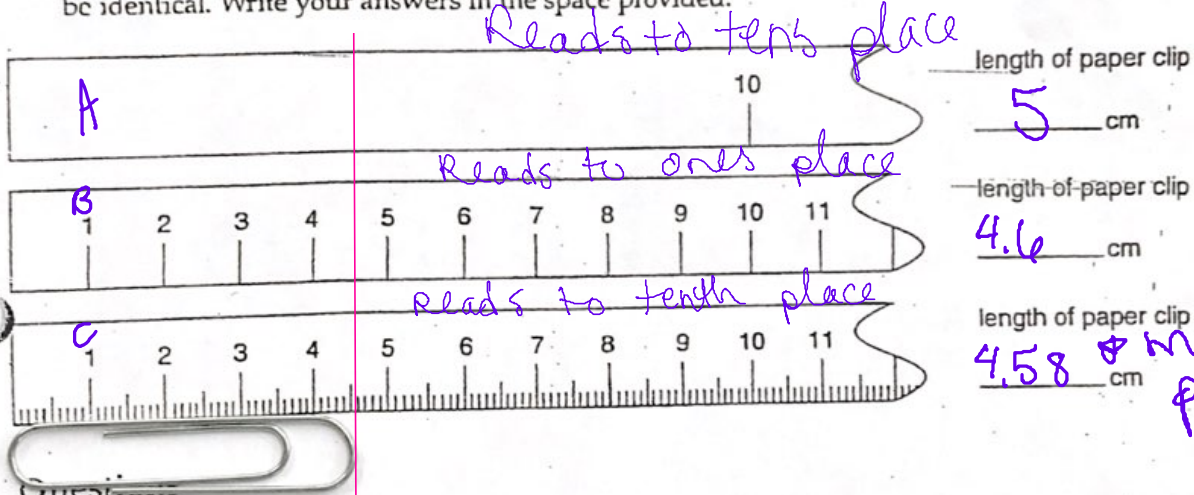 be identical. Write your answers in the space provided.
Reads to tens place
length of paper clip
A
10
5 cm
Reads to ones place
length of paper clip
B
1 2 3 4 5 6 7 8 9 10 11
4.6 cm
Reads to tenth place
length of paper clip
C
1 2 3 4 5 6 7 8 9 10 11
4.58 cm